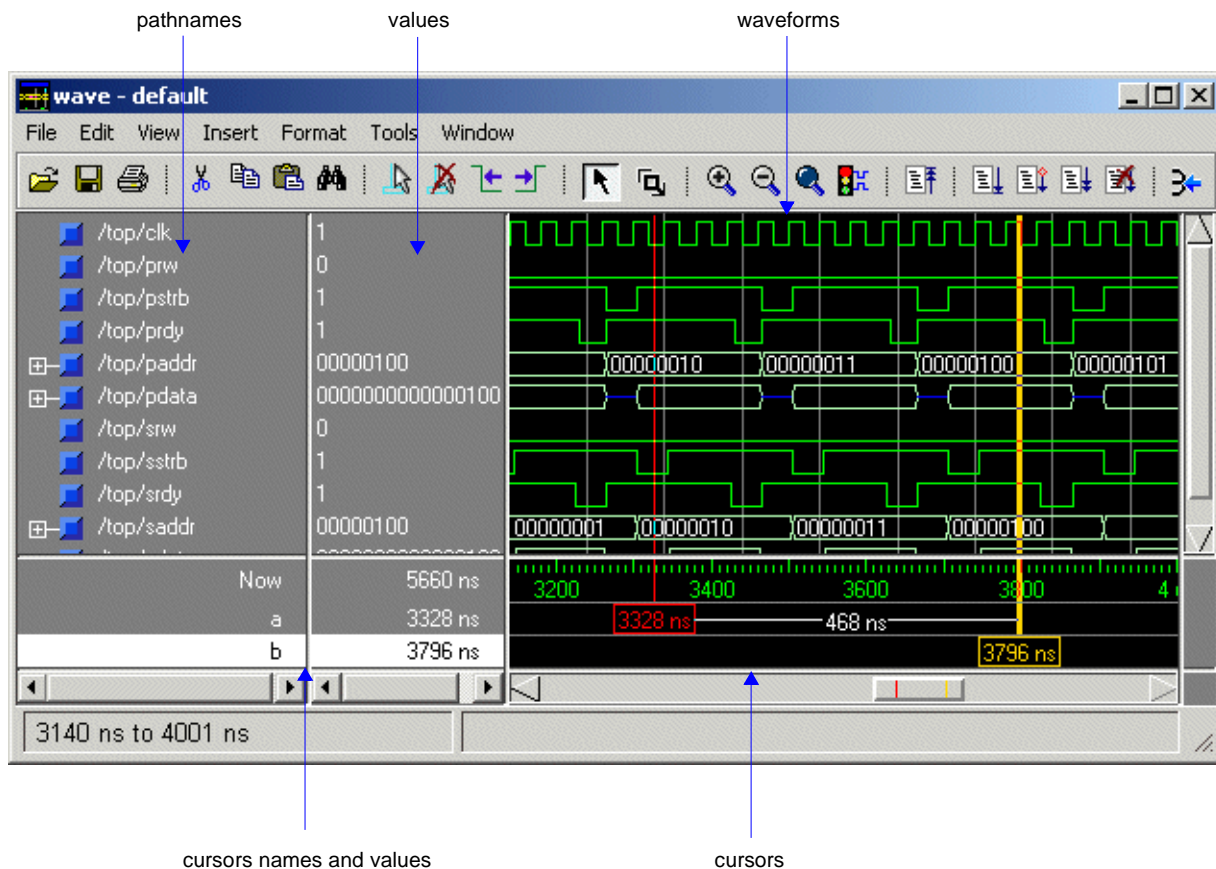 pathnames values waveforms
wave - default
File Edit View Insert Format Tools Window
/top/clk 1
/top/prw 0
/top/pstrb 1
/top/prdy 1
/top/paddr 00000100 00000010 00000011 00000100 00000101
/top/pdata 0000000000000100
/top/srw 0
/top/sstrb 1
/top/srdy 1
/top/saddr 00000100 00000001 00000010 00000011 00000100
Now 5660 ns 3200 3400 3600 3800 4
a 3328 ns 3328 ns 468 ns
b 3796 ns 3796 ns
3140 ns to 4001 ns
cursors names and values cursors